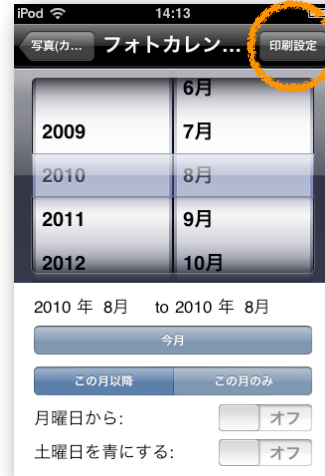 iPod 14:13
写真(カ... フォトカレン... 印刷設定
6月
2009 7月
2010 8月
2011 9月
2012 10月
2010 年 8月 to 2010 年 8月
今月
この月以降 この月のみ
月曜日から: オフ
土曜日を青にする: オフ